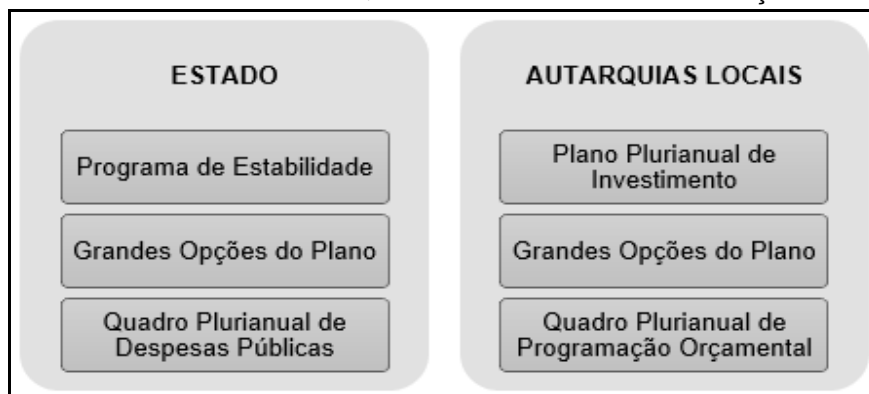 ESTADO
Programa de Estabilidade
Grandes Opções do Plano
Quadro Plurianual de
Despesas Públicas
AUTARQUIAS LOCAIS
Plano Plurianual de
Investimento
Grandes Opções do Plano
Quadro Plurianual de
Programação Orçamental